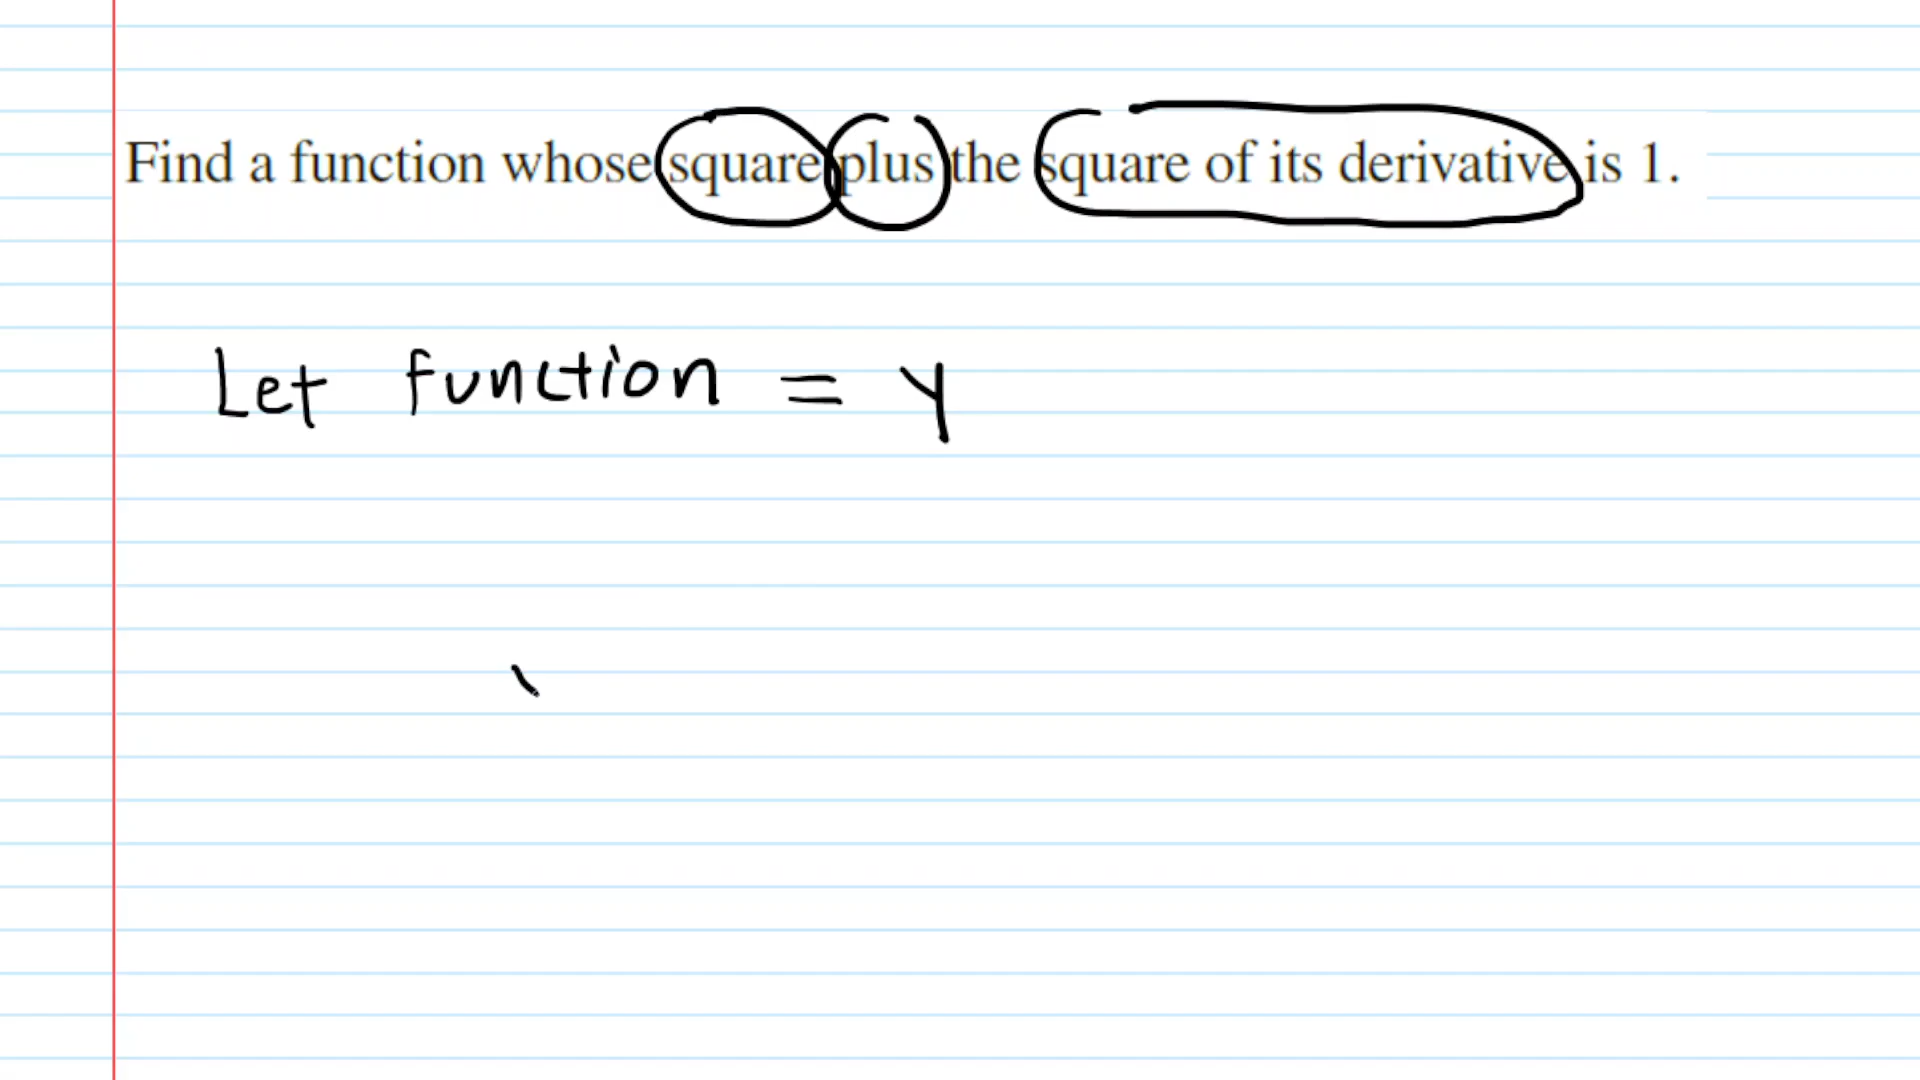 Find a function whose square plus the square of its derivative is 1.
Let function = y